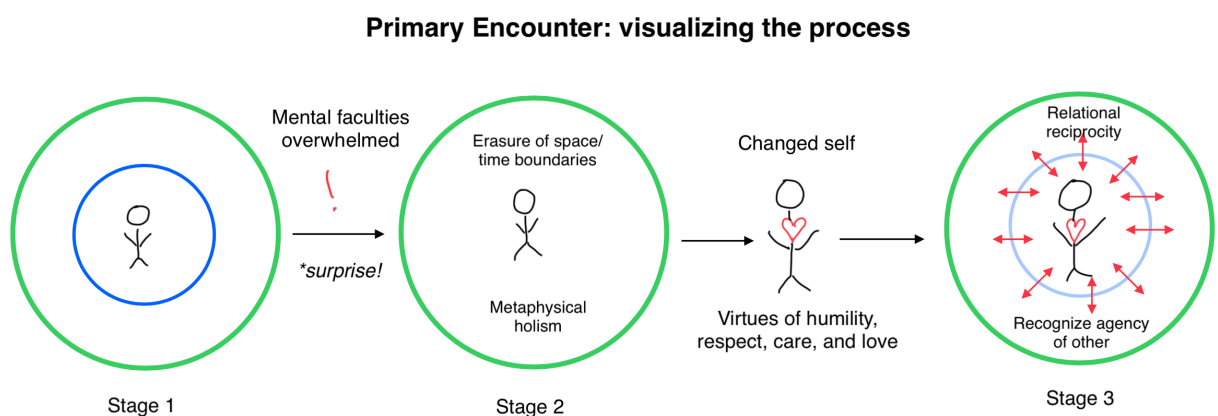 Primary Encounter: visualizing the process
Mental faculties
overwhelmed
!
*surprise!
Stage 1
Erasure of space/
time boundaries
Metaphysical
holism
Stage 2
Changed self
Virtues of humility,
respect, care, and love
Relational
reciprocity
Recognize agency
of other
Stage 3